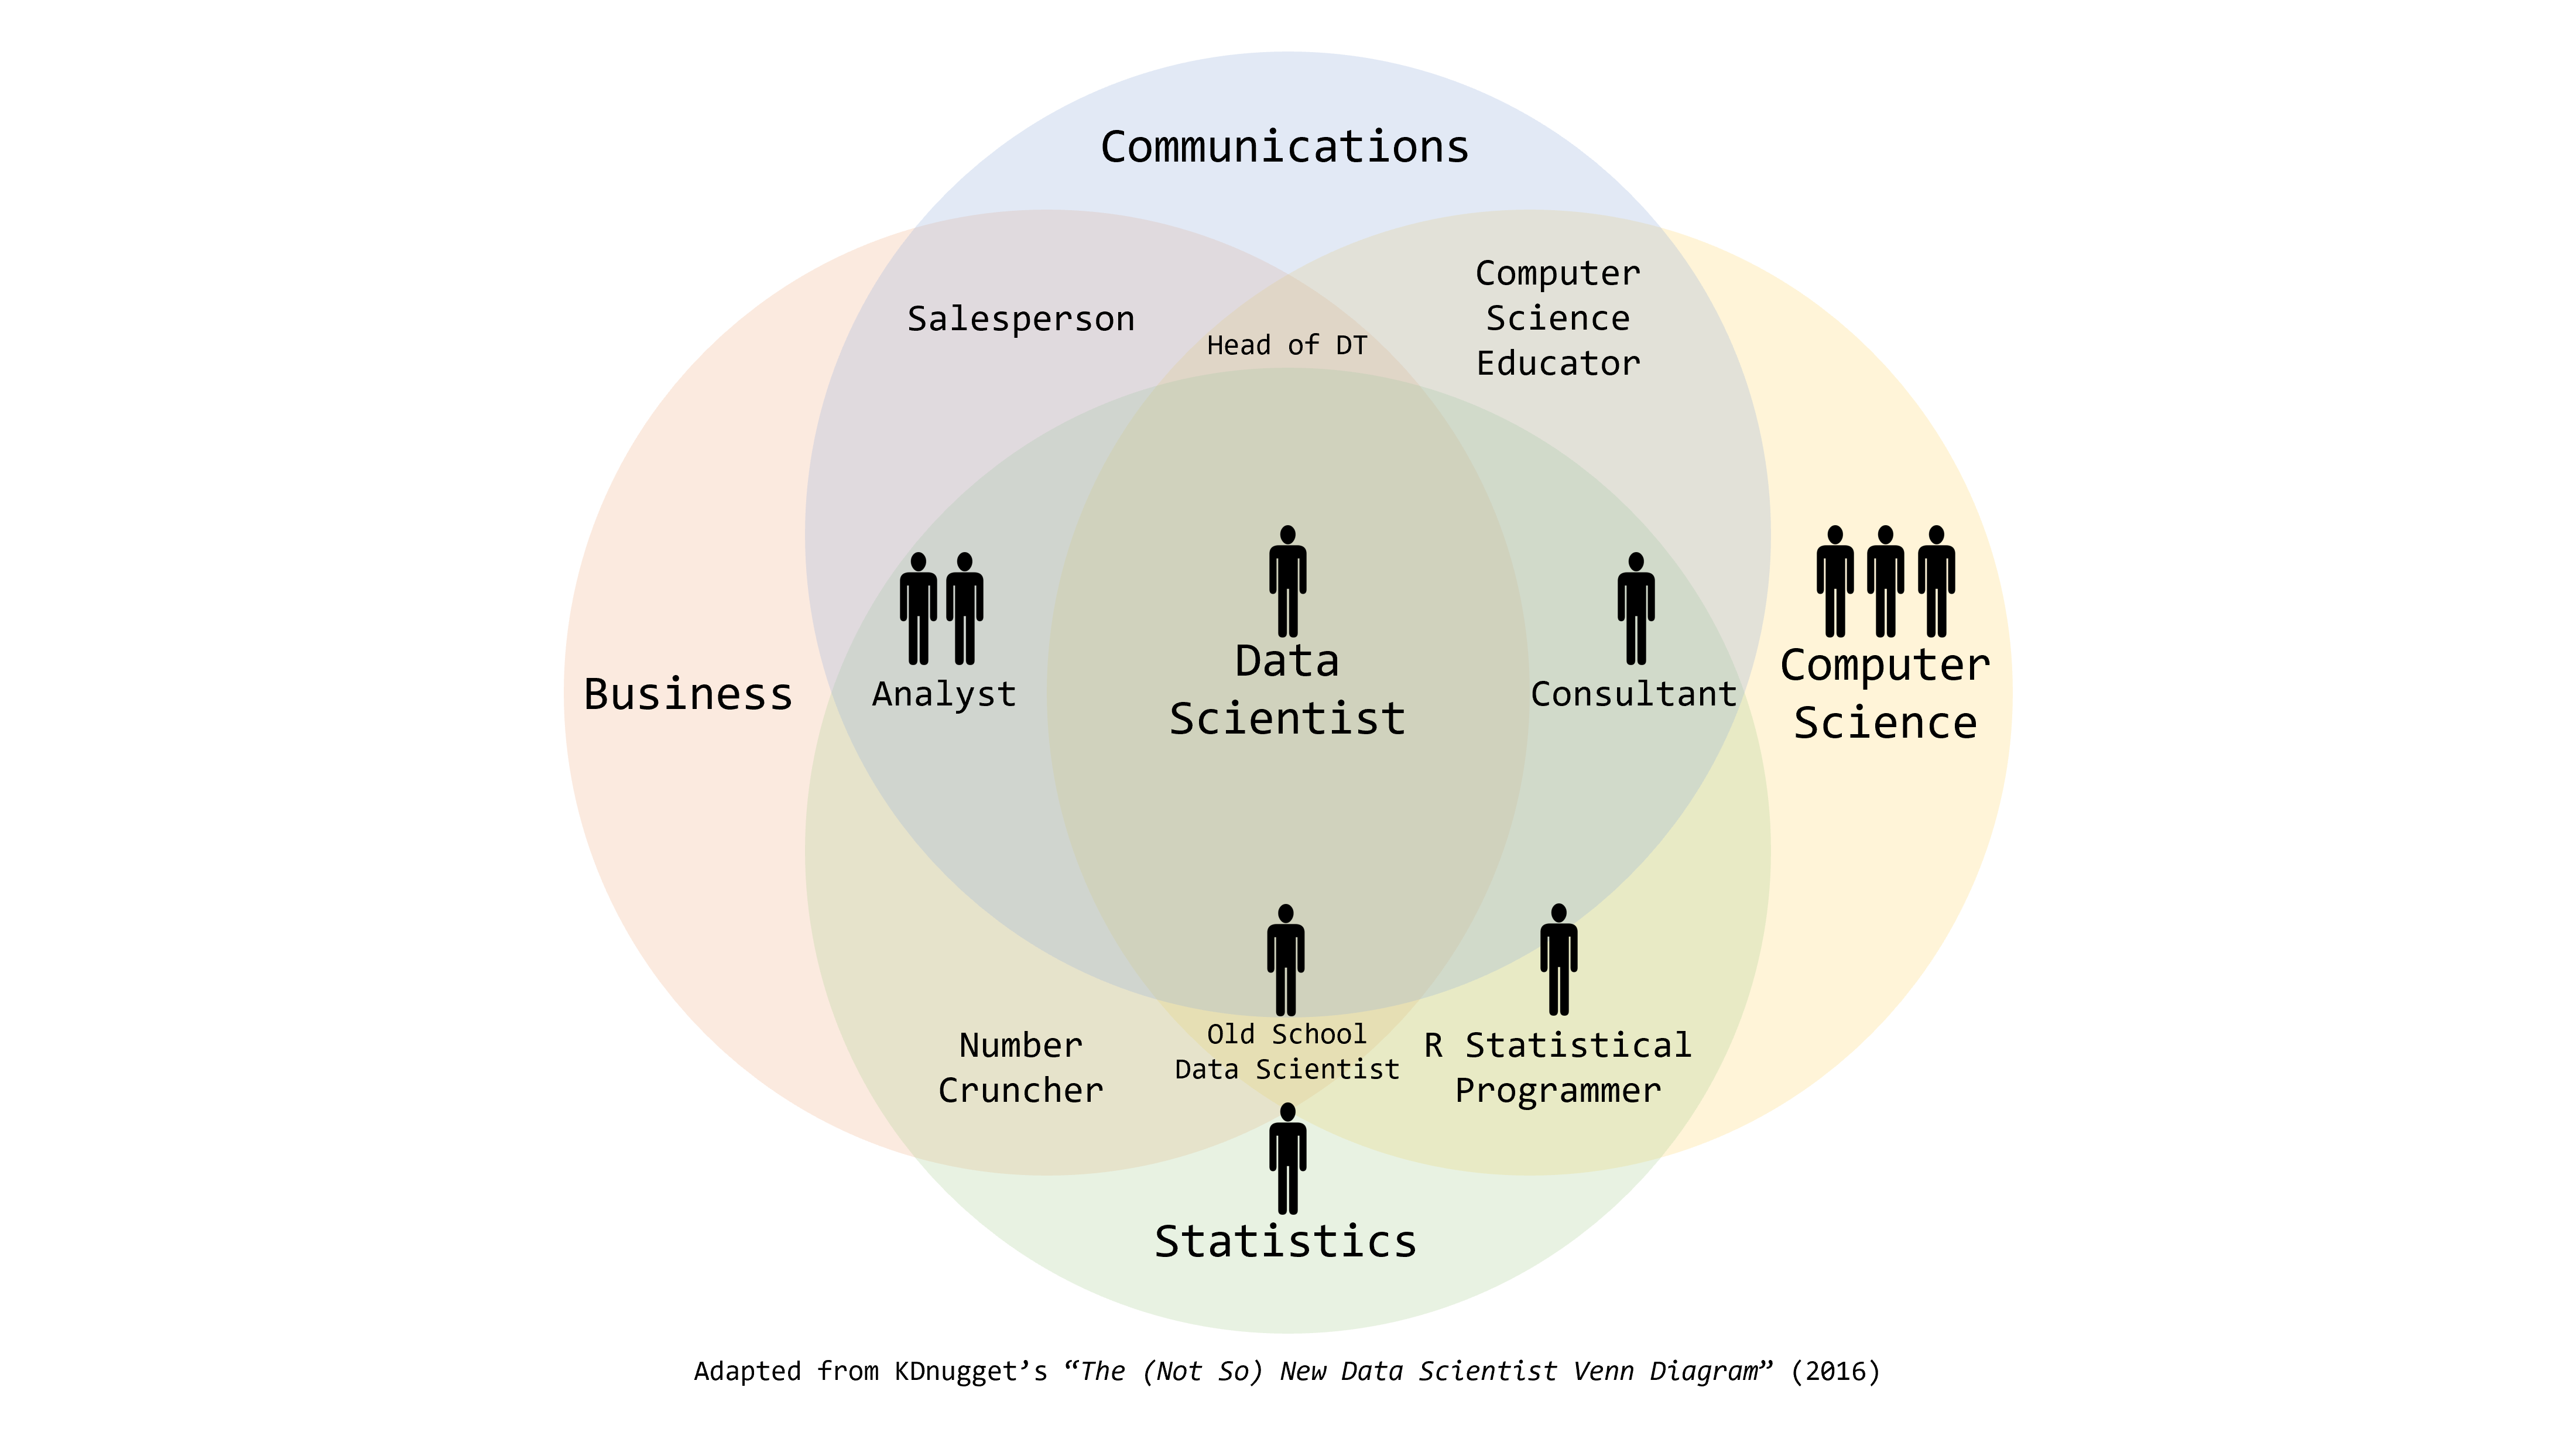 Communications
Salesperson
Head of DT
Computer
Science
Educator
Business
Analyst
Data
Scientist
Consultant
Computer
Science
Number
Cruncher
Old School
Data Scientist
R Statistical
Programmer
Statistics
Adapted from KDnugget’s “The (Not So) New Data Scientist Venn Diagram” (2016)